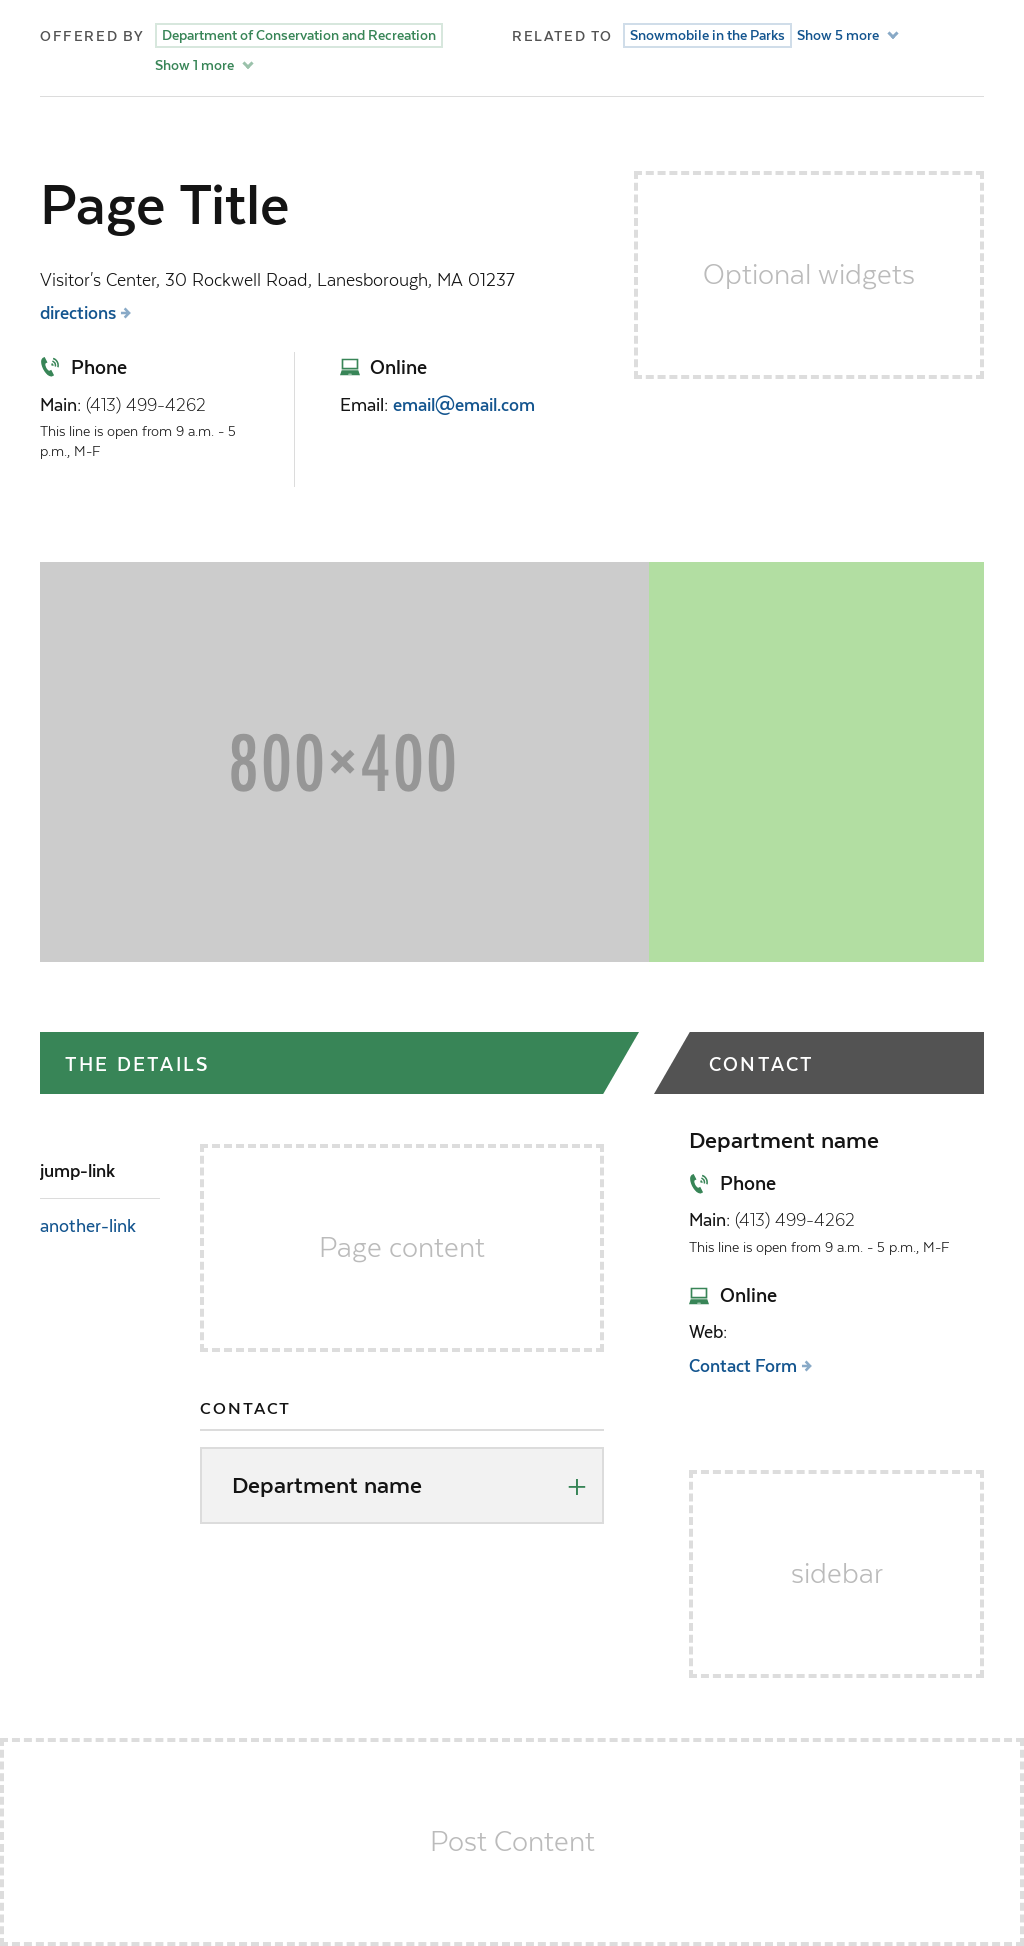 OFFERED BY
Department of Conservation and Recreation
Show 1 more
RELATED TO
Snowmobile in the Parks
Show 5 more
Page Title
Visitor's Center, 30 Rockwell Road, Lanesborough, MA 01237
directions
Optional widgets
Phone
Main: (413) 499-4262
This line is open from 9 a.m. - 5
p.m., M-F
Online
Email: email@email.com
800×400
THE DETAILS
jump-link
another-link
Page content
CONTACT
Department name
CONTACT
Department name
Phone
Main: (413) 499-4262
This line is open from 9 a.m. - 5 p.m., M-F
Online
Web:
Contact Form
sidebar
Post Content